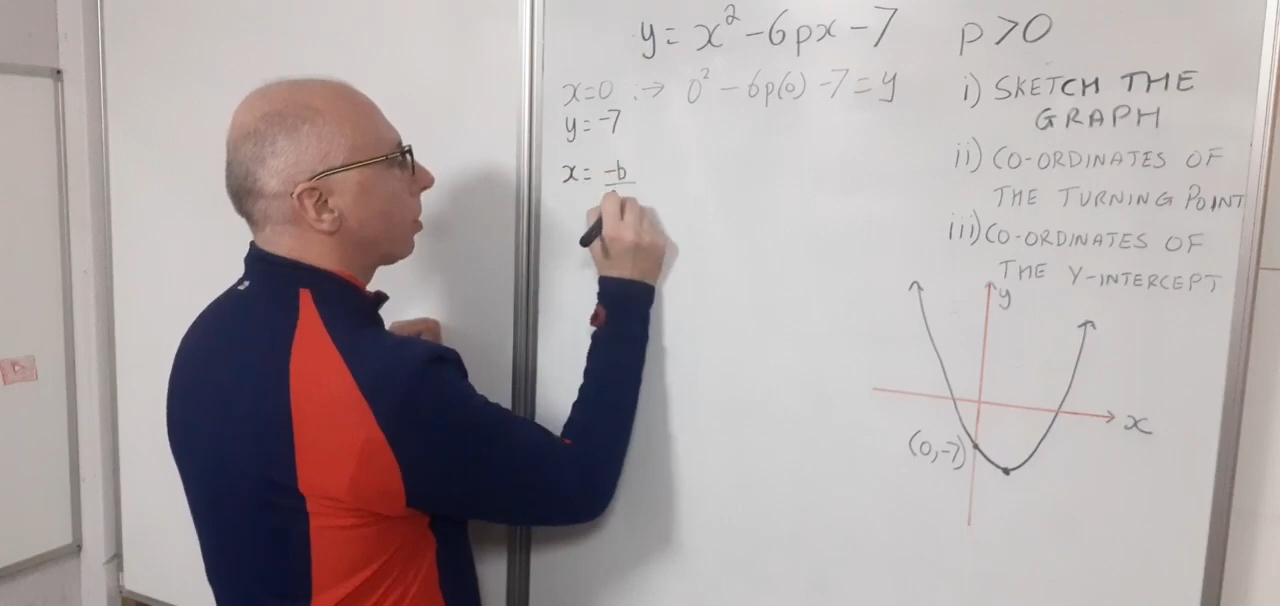 y = x² - 6px - 7
p > 0
x = 0 :→ 0² - 6p(0) - 7 = y
y = -7
x = -b
i) SKETCH THE
GRAPH
ii) CO-ORDINATES OF
THE TURNING POINT
iii) CO-ORDINATES OF
THE Y-INTERCEPT
y
x
(0,-7)